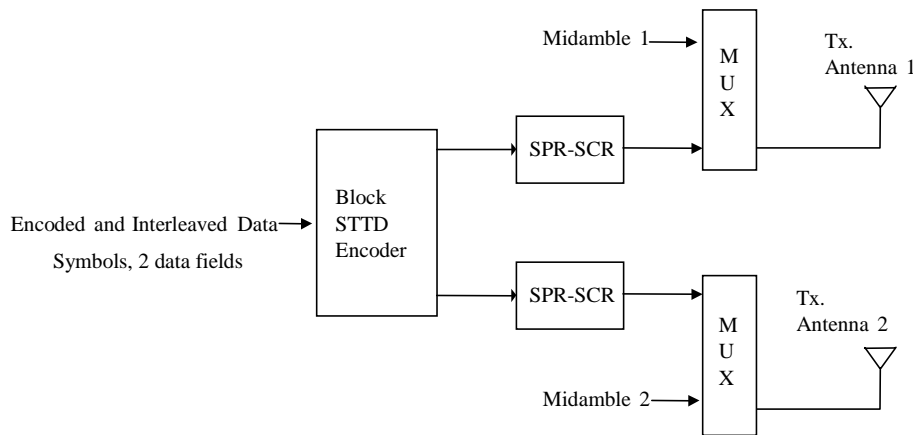 Midamble 1
M
U
X
Tx.
Antenna 1
SPR-SCR
Block
STTD
Encoder
Encoded and Interleaved Data
Symbols, 2 data fields
SPR-SCR
Tx.
Antenna 2
M
U
X
Midamble 2